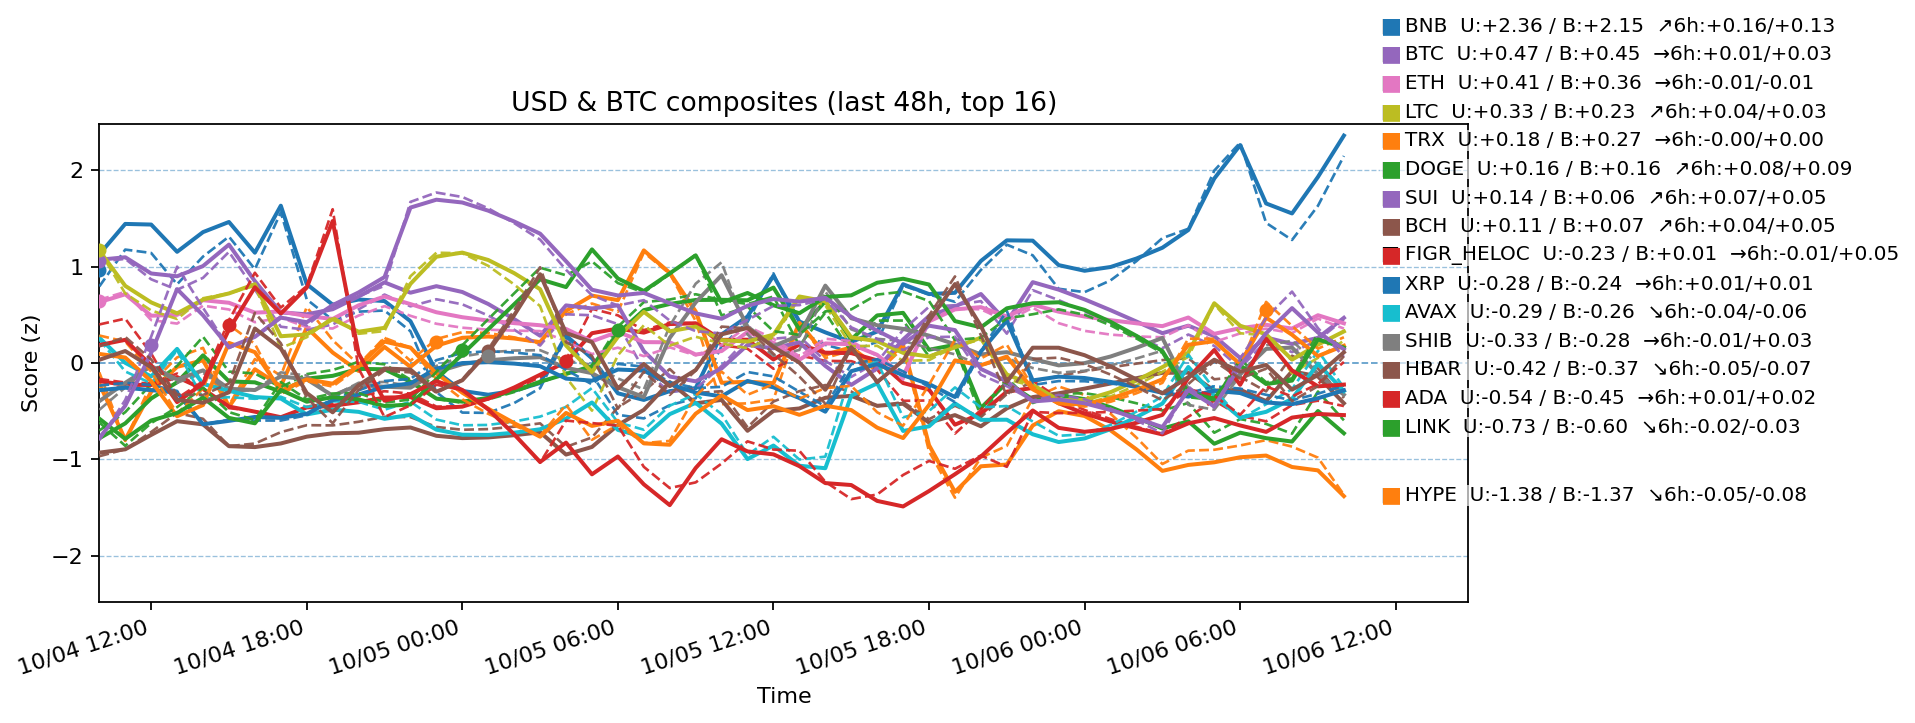 USD & BTC composites (last 48h, top 16)
BNB U:+2.36 / B:+2.15 ↗6h:+0.16/+0.13
BTC U:+0.47 / B:+0.45 →6h:+0.01/+0.03
ETH U:+0.41 / B:+0.36 →6h:-0.01/-0.01
LTC U:+0.33 / B:+0.23 ↗6h:+0.04/+0.03
TRX U:+0.18 / B:+0.27 →6h:-0.00/+0.00
DOGE U:+0.16 / B:+0.16 ↗6h:+0.08/+0.09
SUI U:+0.14 / B:+0.06 ↗6h:+0.07/+0.05
BCH U:+0.11 / B:+0.07 ↗6h:+0.04/+0.05
FIGR_HELOC U:-0.23 / B:+0.01 →6h:-0.01/+0.05
XRP U:-0.28 / B:-0.24 →6h:+0.01/+0.01
AVAX U:-0.29 / B:-0.26 ↘6h:-0.04/-0.06
SHIB U:-0.33 / B:-0.28 →6h:-0.01/+0.03
HBAR U:-0.42 / B:-0.37 ↘6h:-0.05/-0.07
ADA U:-0.54 / B:-0.45 →6h:+0.01/+0.02
LINK U:-0.73 / B:-0.60 ↘6h:-0.02/-0.03
HYPE U:-1.38 / B:-1.37 ↘6h:-0.05/-0.08
Score (z)
2
1
0
−1
−2
10/04 12:00
10/04 18:00
10/05 00:00
10/05 06:00
10/05 12:00
10/05 18:00
10/06 00:00
10/06 06:00
10/06 12:00
Time